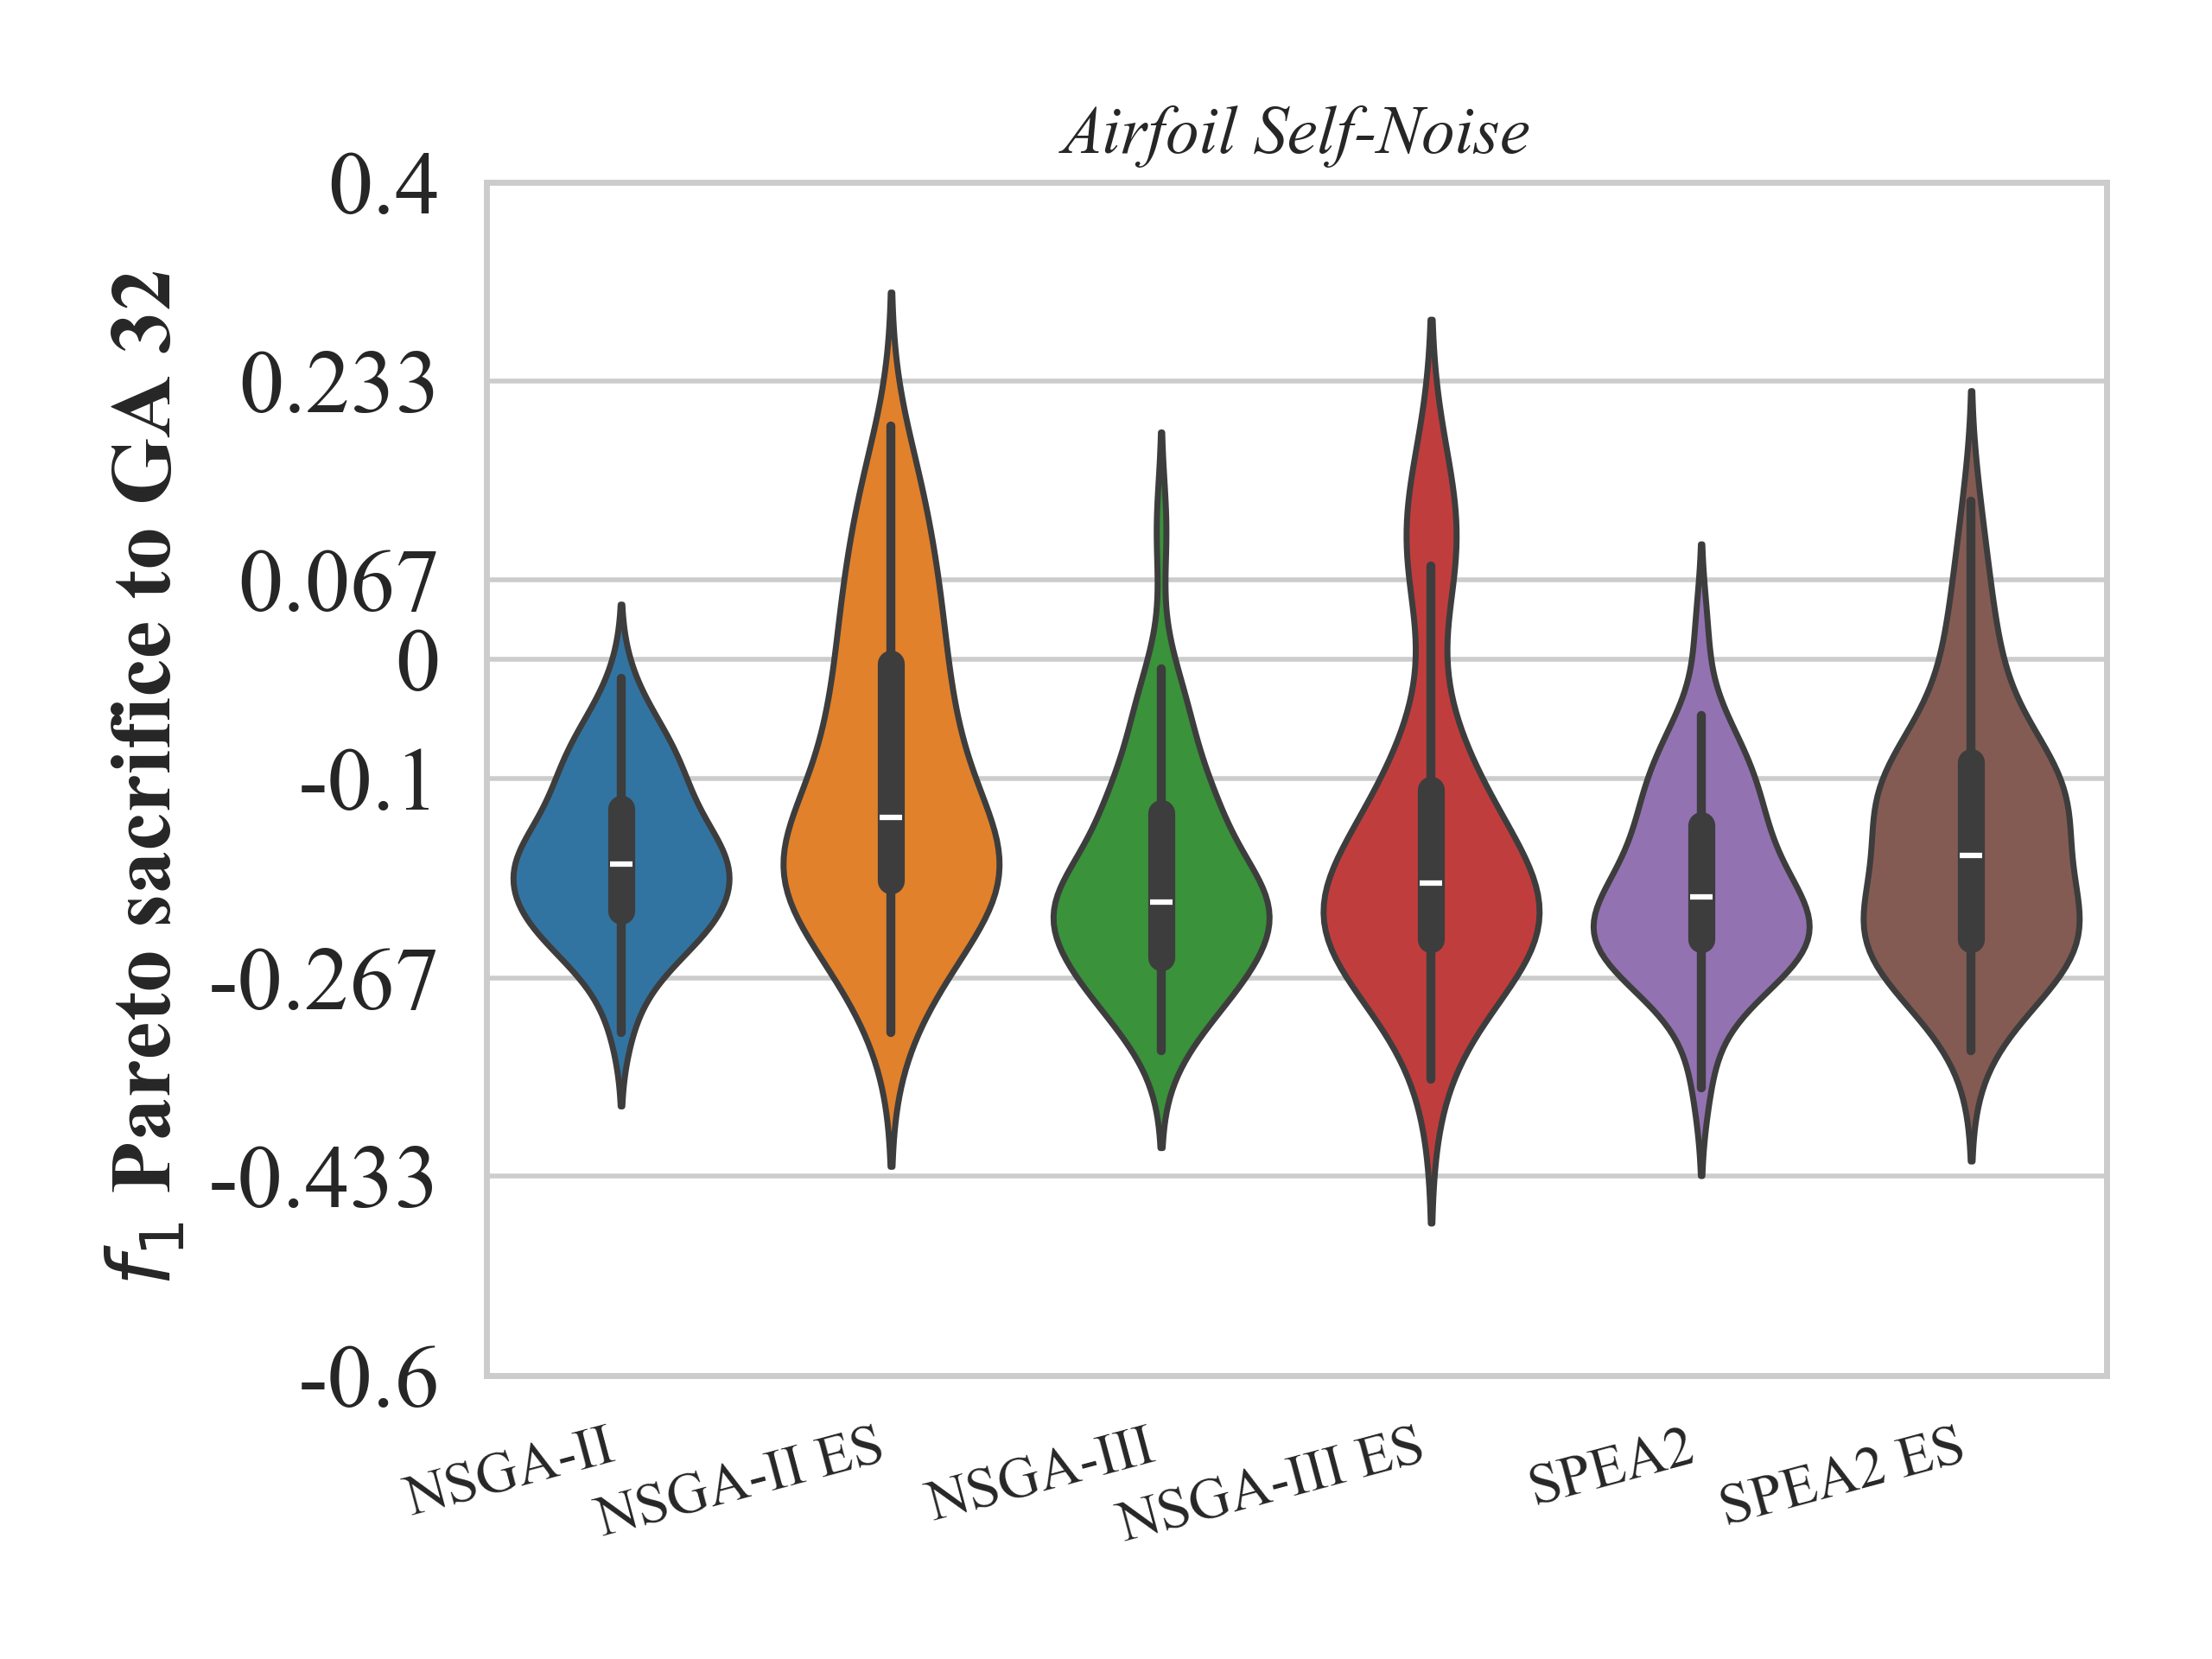 Airfoil Self-Noise
f1 Pareto sacrifice to GA 32
0.4
0.233
0.067
0
-0.1
-0.267
-0.433
-0.6
NSGA-II
NSGA-II ES
NSGA-III
NSGA-III ES
SPEA2
SPEA2 ES